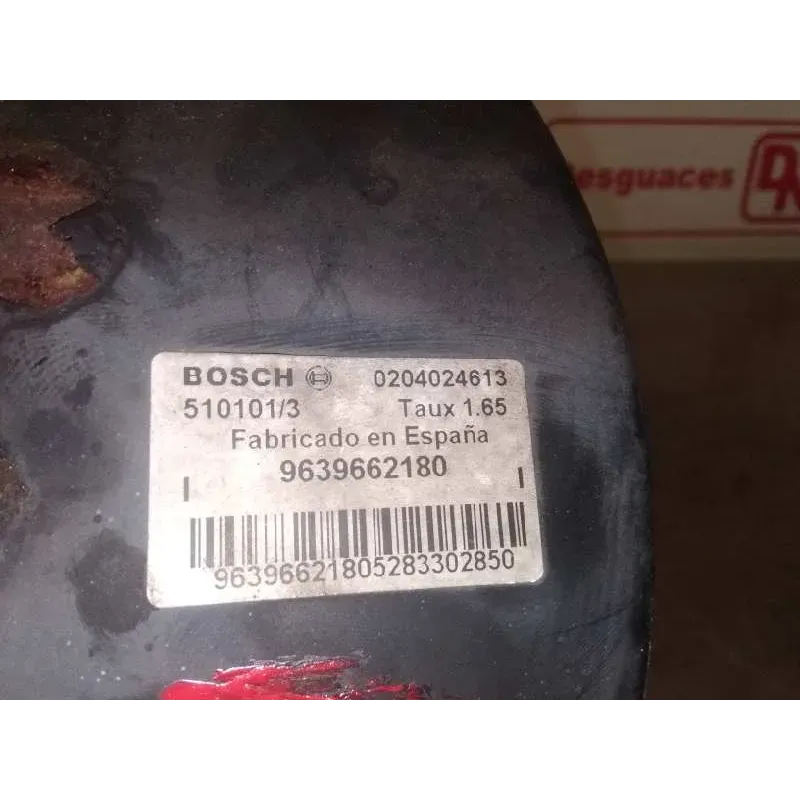 BOSCH 0204024613
510101/3 Taux 1.65
Fabricado en España
9639662180
96396621805283302850
esguaces